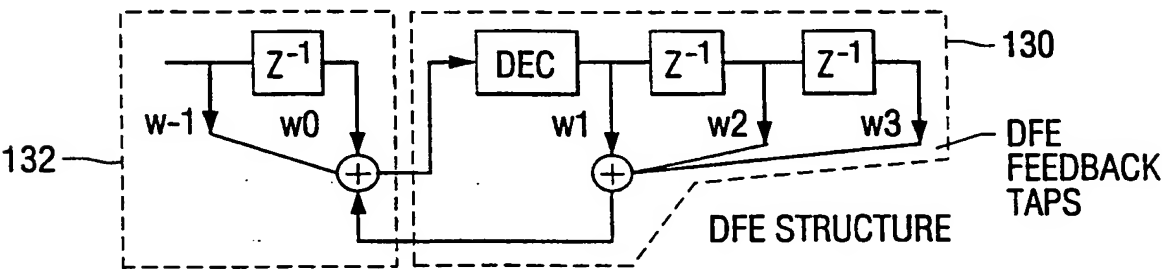 132
Z⁻¹
w-1
w0
+
DEC
Z⁻¹
Z⁻¹
w1
w2
w3
+
130
DFE
FEEDBACK
TAPS
DFE STRUCTURE